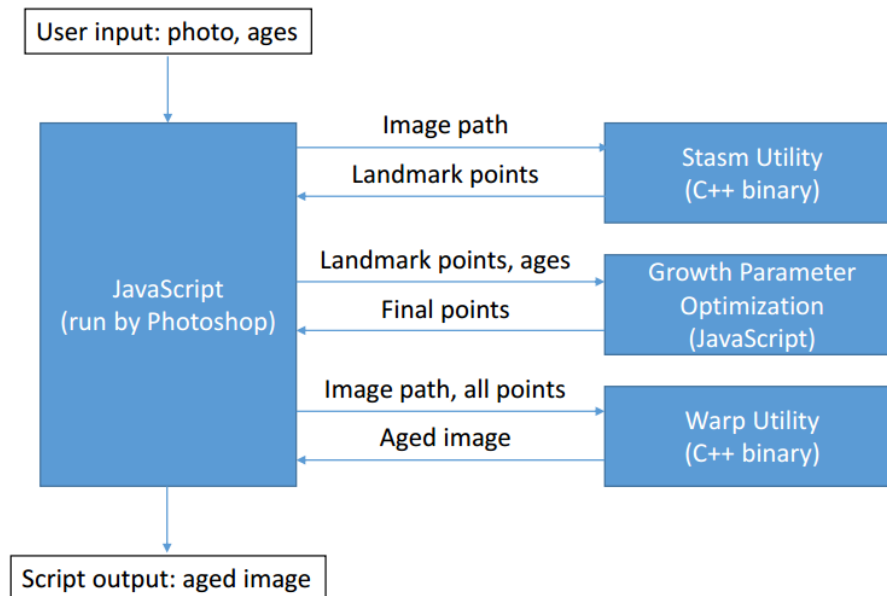 User input: photo, ages
Image path
Stasm Utility
(C++ binary)
Landmark points
JavaScript
(run by Photoshop)
Landmark points, ages
Growth Parameter
Optimization
(JavaScript)
Final points
Image path, all points
Warp Utility
(C++ binary)
Aged image
Script output: aged image